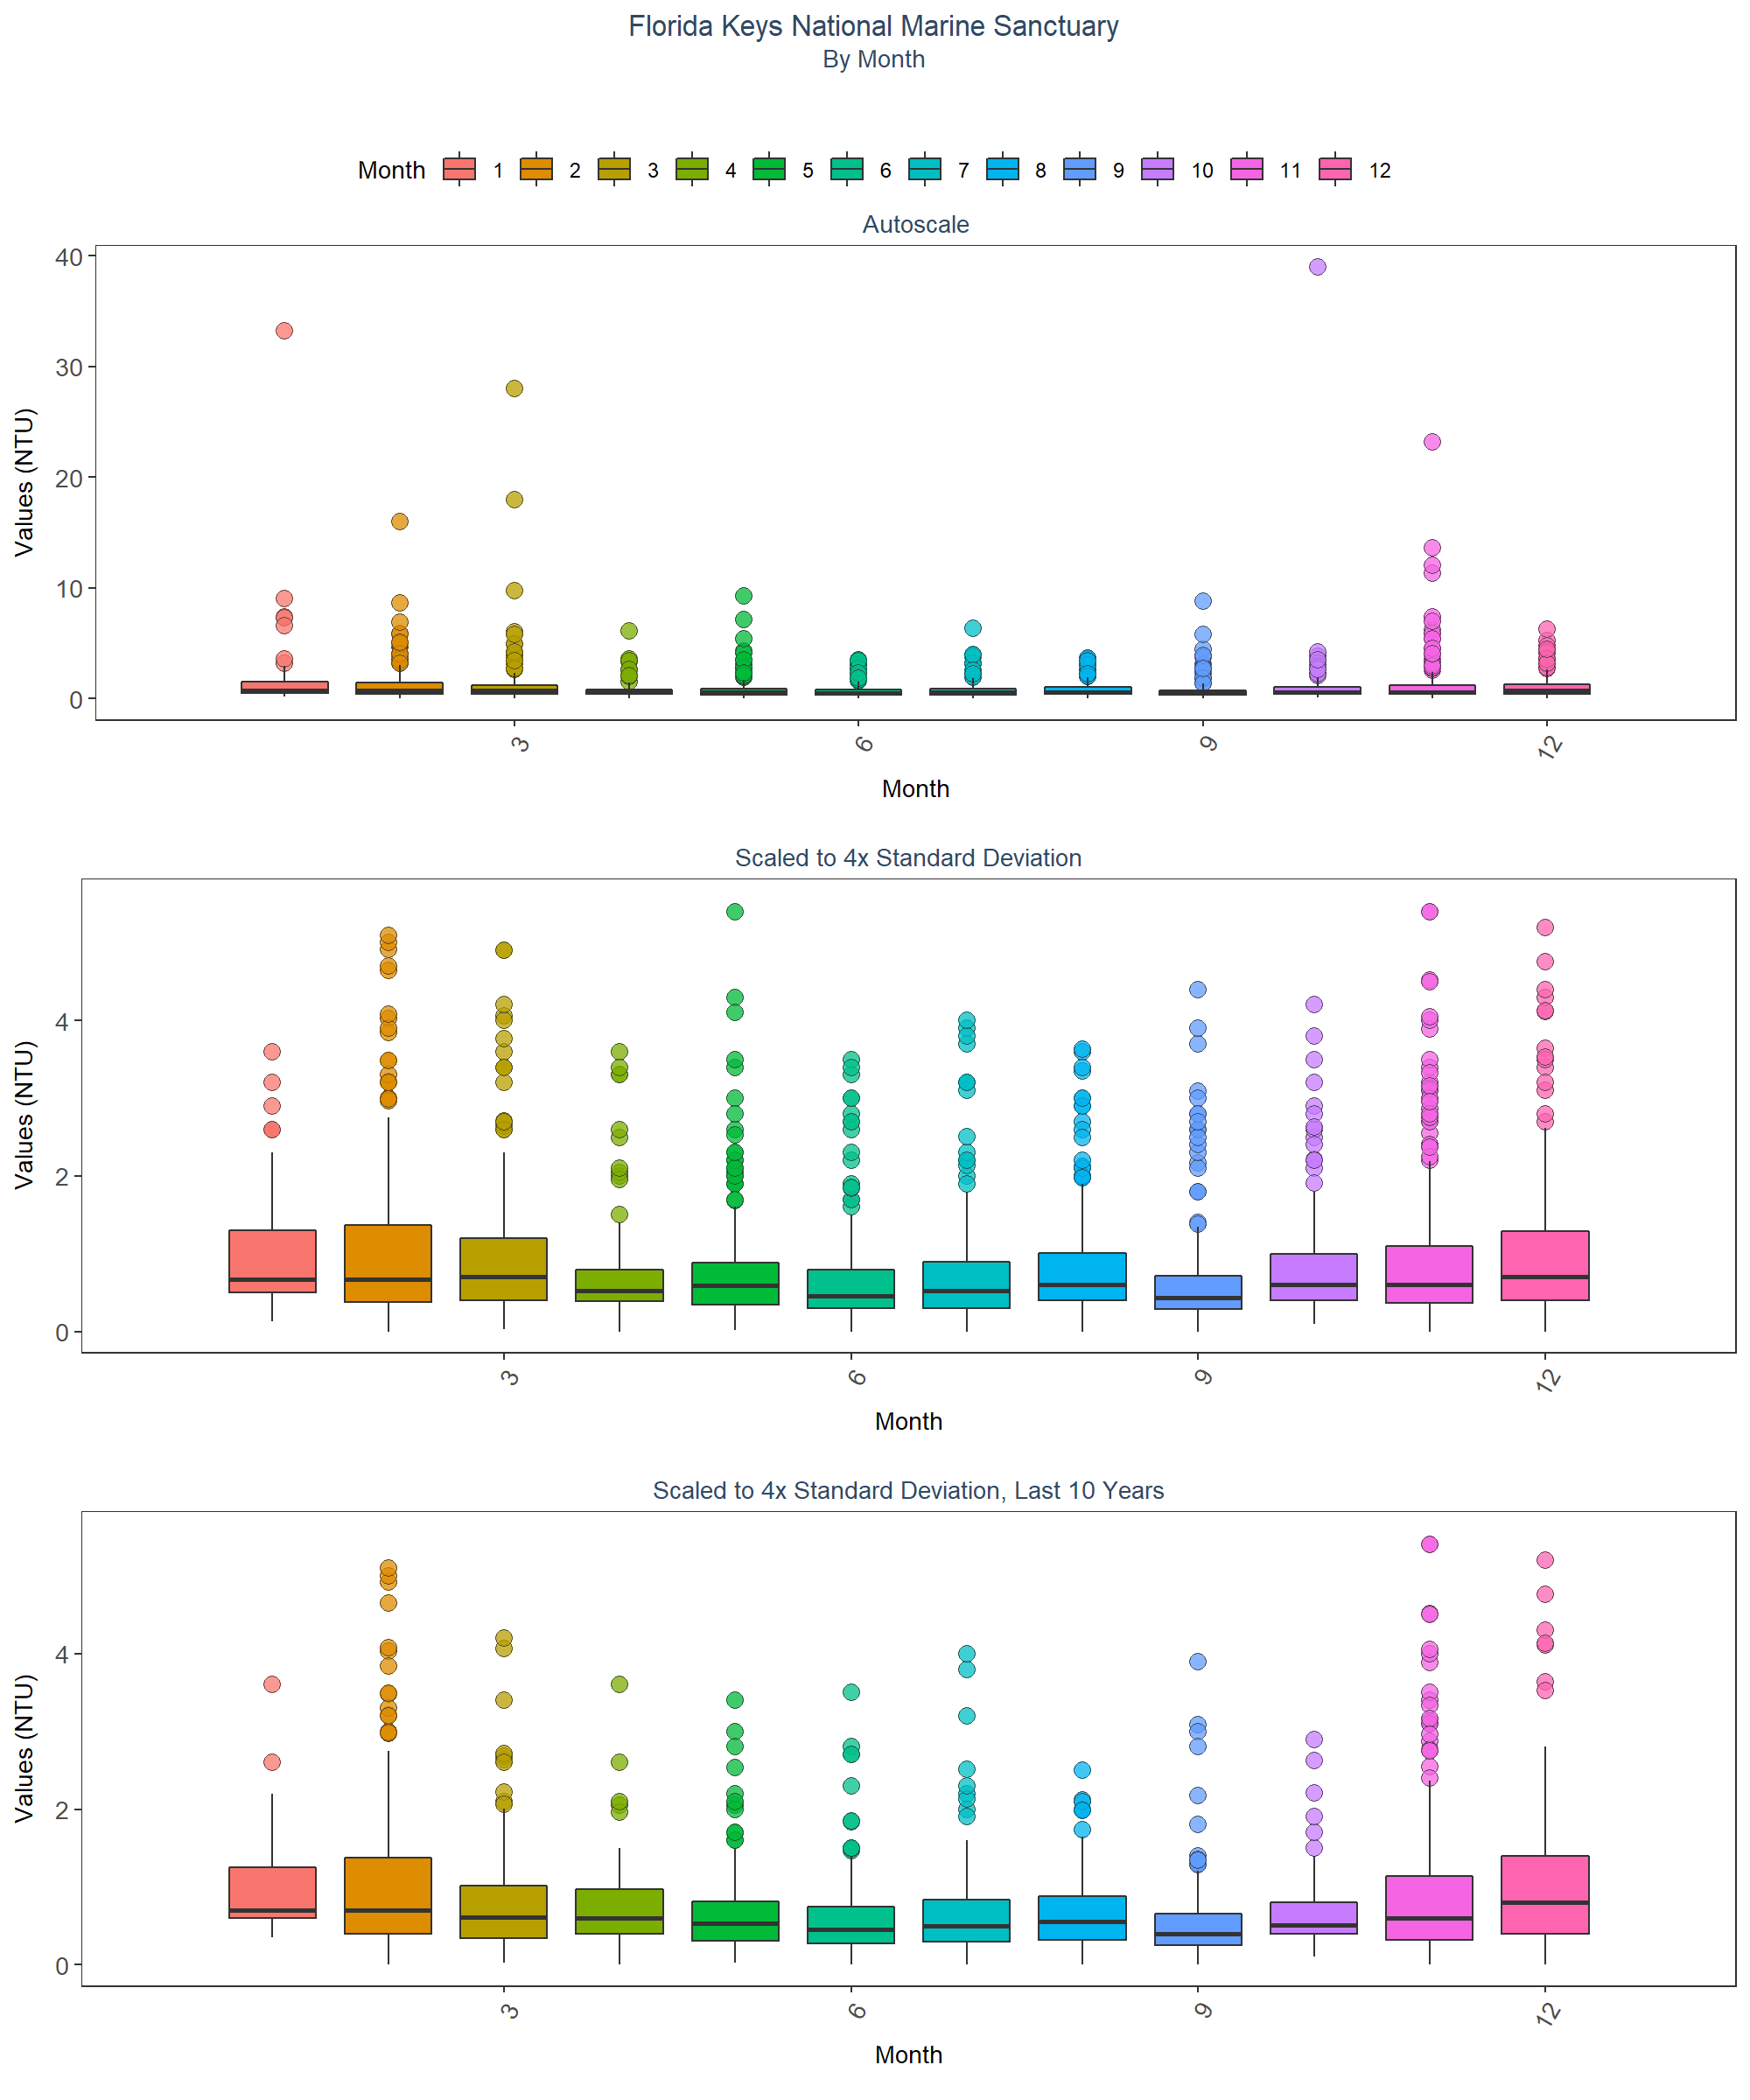 Florida Keys National Marine Sanctuary
By Month
Month 1 2 3 4 5 6 7 8 9 10 11 12
Autoscale
40
30
20
10
0
Values (NTU)
3 6 9 12
Month
Scaled to 4x Standard Deviation
4
2
0
Values (NTU)
3 6 9 12
Month
Scaled to 4x Standard Deviation, Last 10 Years
4
2
0
Values (NTU)
3 6 9 12
Month